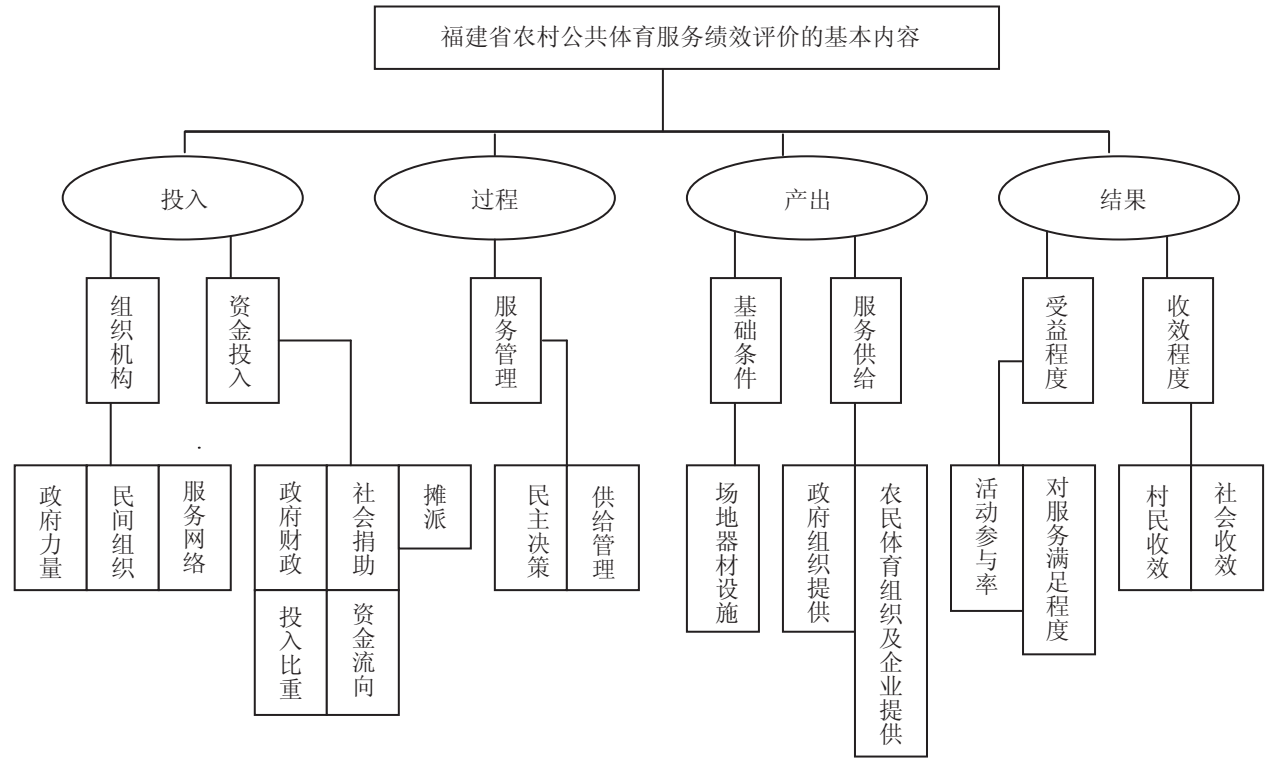 福建省农村公共体育服务绩效评价的基本内容
投入
过程
产出
结果
组织机构
资金投入
服务管理
基础条件
服务供给
受益程度
收效程度
政府力量
民间组织
服务网络
政府财政
社会捐助
摊派
民主决策
供给管理
场地器材设施
政府组织提供
农民体育组织及企业提供
活动参与率
对服务满足程度
村民收效
社会收效
投入比重
资金流向